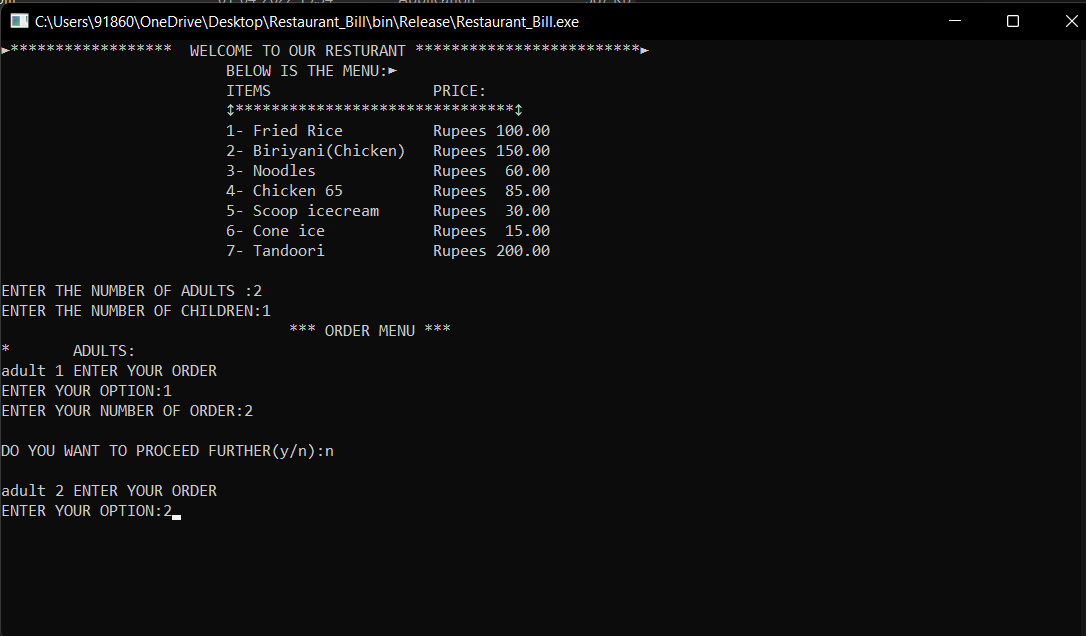 C:\Users\91860\OneDrive\Desktop\Restaurant_Bill\bin\Release\Restaurant_Bill.exe
►****************** WELCOME TO OUR RESTURANT *************************►
BELOW IS THE MENU:►
ITEMS PRICE:
↕*******************************↕
1- Fried Rice Rupees 100.00
2- Biriyani(Chicken) Rupees 150.00
3- Noodles Rupees 60.00
4- Chicken 65 Rupees 85.00
5- Scoop icecream Rupees 30.00
6- Cone ice Rupees 15.00
7- Tandoori Rupees 200.00
ENTER THE NUMBER OF ADULTS :2
ENTER THE NUMBER OF CHILDREN:1
*** ORDER MENU ***
* ADULTS:
adult 1 ENTER YOUR ORDER
ENTER YOUR OPTION:1
ENTER YOUR NUMBER OF ORDER:2
DO YOU WANT TO PROCEED FURTHER(y/n):n
adult 2 ENTER YOUR ORDER
ENTER YOUR OPTION:2